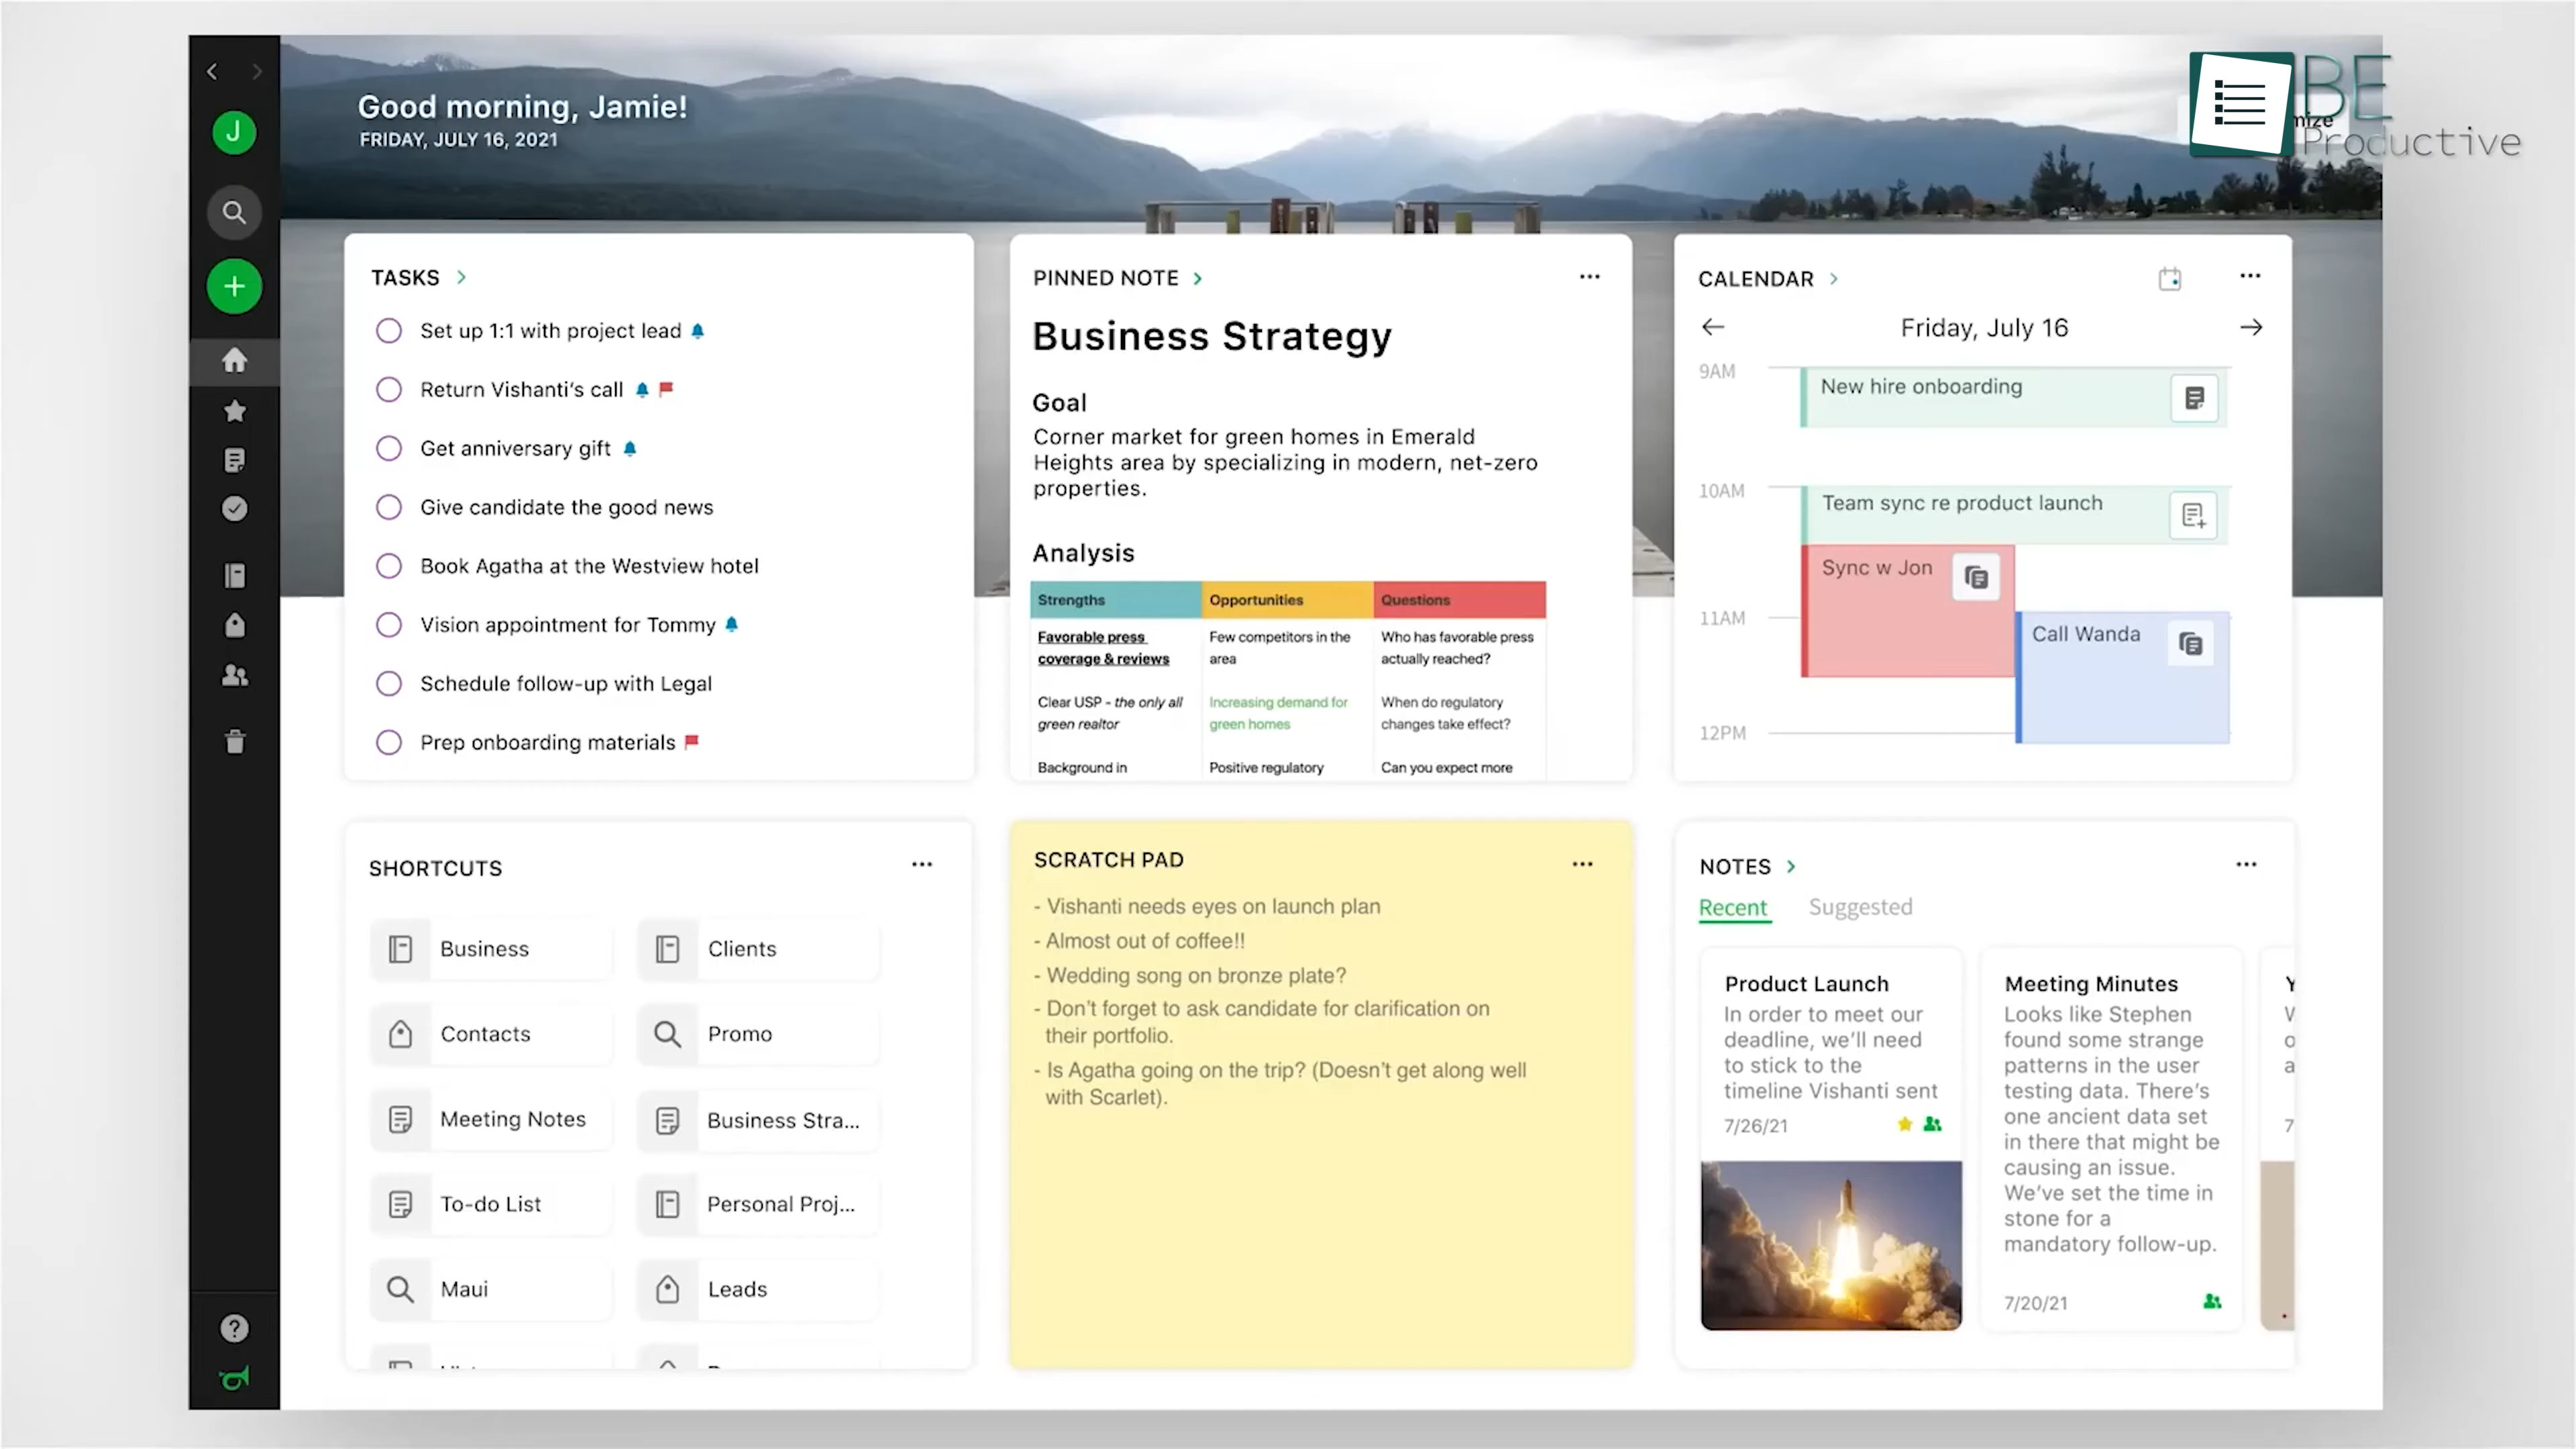 BE
Productive
mize
Good morning, Jamie!
FRIDAY, JULY 16, 2021
J
TASKS
Set up 1:1 with project lead
Return Vishanti's call
Get anniversary gift
Give candidate the good news
Book Agatha at the Westview hotel
Vision appointment for Tommy
Schedule follow-up with Legal
Prep onboarding materials
PINNED NOTE
Business Strategy
Goal
Corner market for green homes in Emerald
Heights area by specializing in modern, net-zero
properties.
Analysis
Strengths Opportunities Questions
Favorable press Few competitors in the Who has favorable press
coverage & reviews area actually reached?
Clear USP - the only all Increasing demand for When do regulatory
green realtor green homes changes take effect?
Background in Positive regulatory Can you expect more
CALENDAR
Friday, July 16
9AM
New hire onboarding
10AM
Team sync re product launch
Sync w Jon
11AM
Call Wanda
12PM
SHORTCUTS
Business
Clients
Contacts
Promo
Meeting Notes
Business Stra...
To-do List
Personal Proj...
Maui
Leads
SCRATCH PAD
- Vishanti needs eyes on launch plan
- Almost out of coffee!!
- Wedding song on bronze plate?
- Don't forget to ask candidate for clarification on
their portfolio.
- Is Agatha going on the trip? (Doesn't get along well
with Scarlet).
NOTES
Recent Suggested
Product Launch
In order to meet our
deadline, we'll need
to stick to the
timeline Vishanti sent
7/26/21
Meeting Minutes
Looks like Stephen
found some strange
patterns in the user
testing data. There's
one ancient data set
in there that might be
causing an issue.
We've set the time in
stone for a
mandatory follow-up.
7/20/21